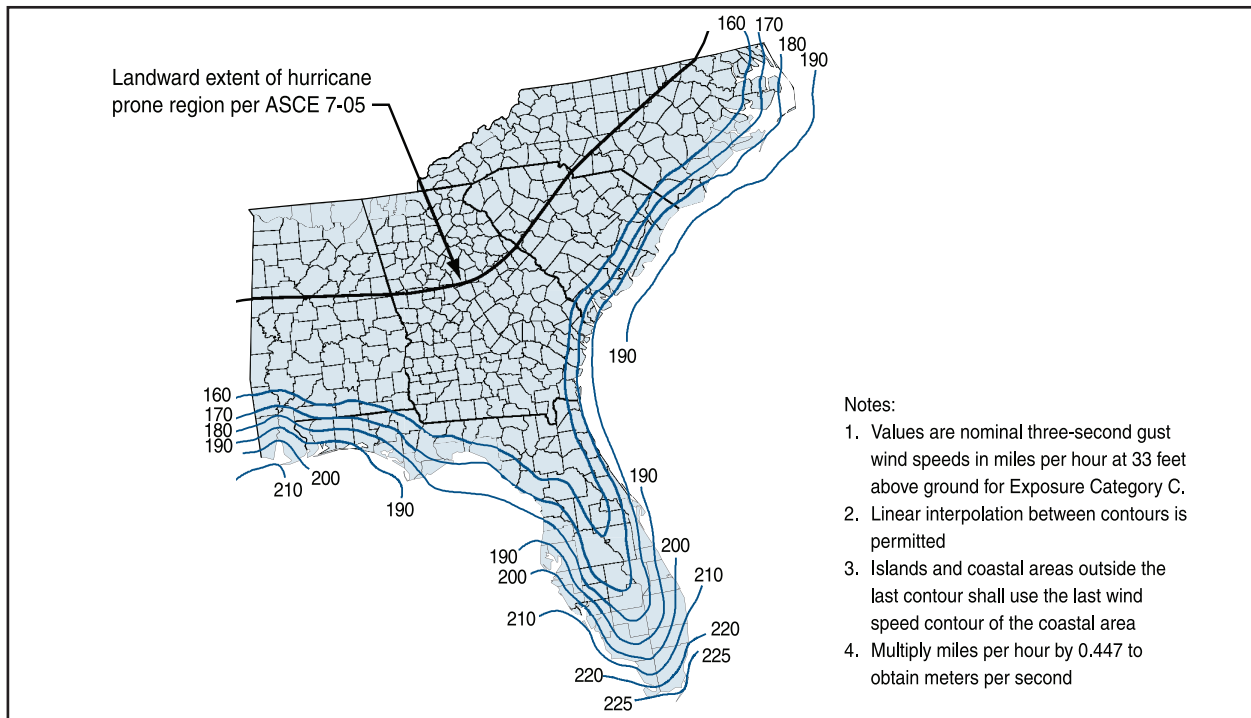 160
170
180
190
Landward extent of hurricane
prone region per ASCE 7-05
190
160
170
180
190
210
200
190
190
200
210
190
200
210
220
225
220
225
Notes:
1. Values are nominal three-second gust
wind speeds in miles per hour at 33 feet
above ground for Exposure Category C.
2. Linear interpolation between contours is
permitted
3. Islands and coastal areas outside the
last contour shall use the last wind
speed contour of the coastal area
4. Multiply miles per hour by 0.447 to
obtain meters per second